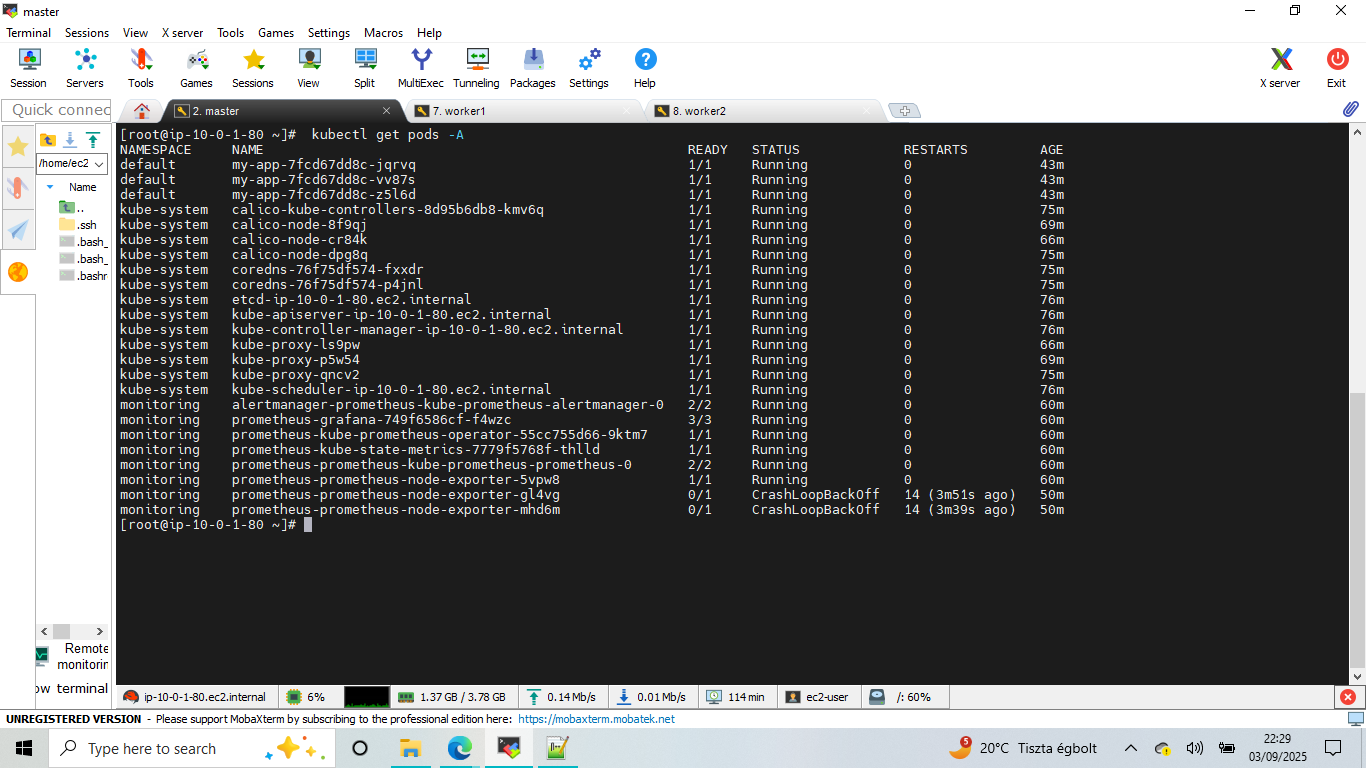 master
Terminal Sessions View X server Tools Games Settings Macros Help
Session Servers Tools Games Sessions View Split MultiExec Tunneling Packages Settings Help X server Exit
Quick connec
2. master 7. worker1 8. worker2
/home/ec2
Name
..
.ssh
.bash_
.bash_
.bashr
[root@ip-10-0-1-80 ~]#  kubectl get pods -A
NAMESPACE NAME READY STATUS RESTARTS AGE
default my-app-7fcd67dd8c-jqrvq 1/1 Running 0 43m
default my-app-7fcd67dd8c-vv87s 1/1 Running 0 43m
default my-app-7fcd67dd8c-z5l6d 1/1 Running 0 43m
kube-system calico-kube-controllers-8d95b6db8-kmv6q 1/1 Running 0 75m
kube-system calico-node-8f9qj 1/1 Running 0 69m
kube-system calico-node-cr84k 1/1 Running 0 66m
kube-system calico-node-dpg8q 1/1 Running 0 75m
kube-system coredns-76f75df574-fxxdr 1/1 Running 0 75m
kube-system coredns-76f75df574-p4jnl 1/1 Running 0 75m
kube-system etcd-ip-10-0-1-80.ec2.internal 1/1 Running 0 76m
kube-system kube-apiserver-ip-10-0-1-80.ec2.internal 1/1 Running 0 76m
kube-system kube-controller-manager-ip-10-0-1-80.ec2.internal 1/1 Running 0 76m
kube-system kube-proxy-ls9pw 1/1 Running 0 66m
kube-system kube-proxy-p5w54 1/1 Running 0 69m
kube-system kube-proxy-qncv2 1/1 Running 0 75m
kube-system kube-scheduler-ip-10-0-1-80.ec2.internal 1/1 Running 0 76m
monitoring alertmanager-prometheus-kube-prometheus-alertmanager-0 2/2 Running 0 60m
monitoring prometheus-grafana-749f6586cf-f4wzc 3/3 Running 0 60m
monitoring prometheus-kube-prometheus-operator-55cc755d66-9ktm7 1/1 Running 0 60m
monitoring prometheus-kube-state-metrics-7779f5768f-thlld 1/1 Running 0 60m
monitoring prometheus-prometheus-kube-prometheus-prometheus-0 2/2 Running 0 60m
monitoring prometheus-prometheus-node-exporter-5vpw8 1/1 Running 0 60m
monitoring prometheus-prometheus-node-exporter-gl4vg 0/1 CrashLoopBackOff 14 (3m51s ago) 50m
monitoring prometheus-prometheus-node-exporter-mhd6m 0/1 CrashLoopBackOff 14 (3m39s ago) 50m
[root@ip-10-0-1-80 ~]#
Remote
monitorin
ow terminal
ip-10-0-1-80.ec2.internal 6% 1.37 GB / 3.78 GB 0.14 Mb/s 0.01 Mb/s 114 min ec2-user /: 60%
UNREGISTERED VERSION - Please support MobaXterm by subscribing to the professional edition here: https://mobaxterm.mobatek.net
Type here to search 5 20°C Tiszta égbolt 22:29
03/09/2025